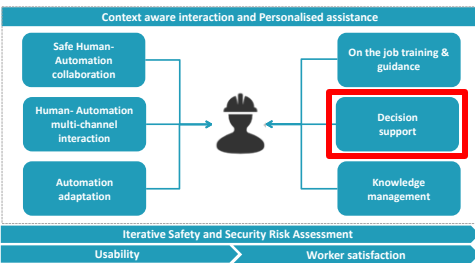 Context aware interaction and Personalised assistance
Safe Human-
Automation
collaboration
Human- Automation
multi-channel
interaction
Automation
adaptation
On the job training &
guidance
Decision
support
Knowledge
management
Iterative Safety and Security Risk Assessment
Usability
Worker satisfaction